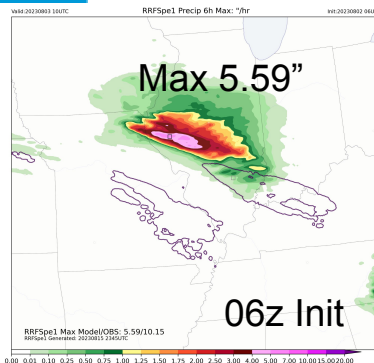 Valid:20230803 10UTC RRFSpe1 Precip 6h Max: "/hr Init:20230802 06U
Max 5.59”
06z Init
RRFSpe1 Max Model/OBS: 5.59/10.15
RRFSpe1 Generated: 20230815 2345UTC
0.00 0.01 0.10 0.25 0.50 0.75 1.00 1.25 1.50 1.75 2.00 2.50 3.00 4.00 5.00 7.00 10.00 15.00 20.00